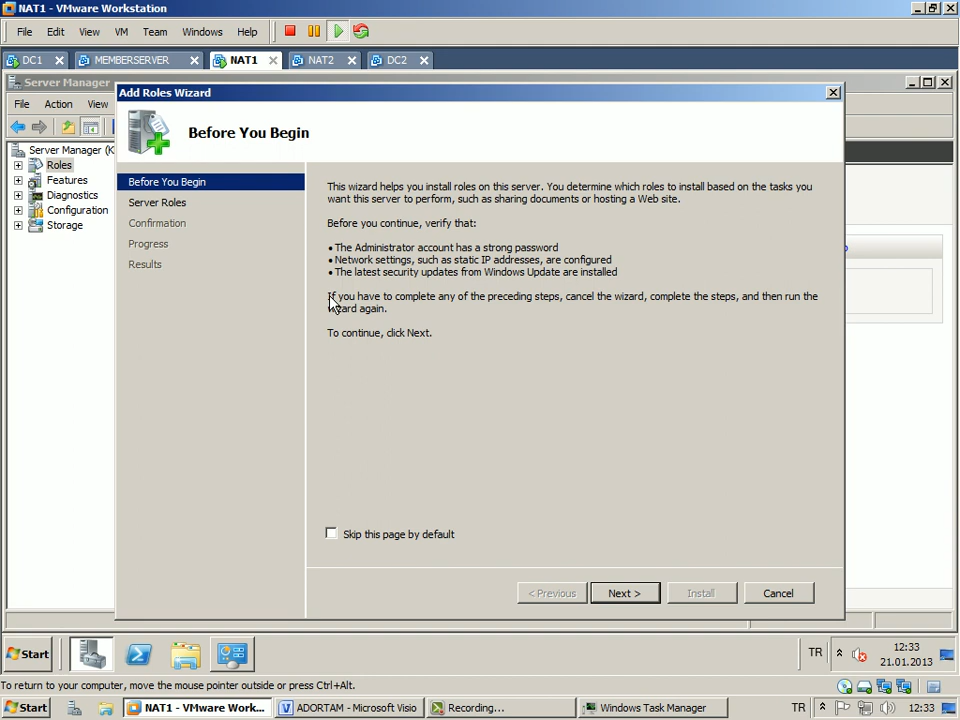 NAT1 - VMware Workstation
File Edit View VM Team Windows Help
DC1 MEMBERSERVER NAT1 NAT2 DC2
Server Manager
File Action View
Server Manager (
Roles
Features
Diagnostics
Configuration
Storage
Add Roles Wizard
Before You Begin
Before You Begin
Server Roles
Confirmation
Progress
Results
This wizard helps you install roles on this server. You determine which roles to install based on the tasks you
want this server to perform, such as sharing documents or hosting a Web site.
Before you continue, verify that:
• The Administrator account has a strong password
• Network settings, such as static IP addresses, are configured
• The latest security updates from Windows Update are installed
If you have to complete any of the preceding steps, cancel the wizard, complete the steps, and then run the
wizard again.
To continue, click Next.
Skip this page by default
< Previous Next > Install Cancel
Start TR 12:33
21.01.2013
To return to your computer, move the mouse pointer outside or press Ctrl+Alt.
Start NAT1 - VMware Work... ADORTAM - Microsoft Visio Recording... Windows Task Manager TR 12:33